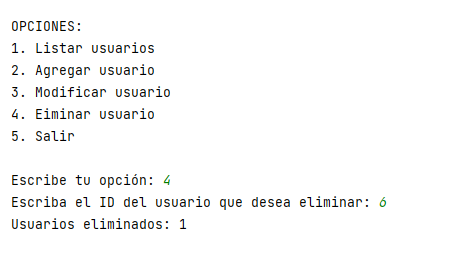 OPCIONES:
1. Listar usuarios
2. Agregar usuario
3. Modificar usuario
4. Eiminar usuario
5. Salir
Escribe tu opción: 4
Escriba el ID del usuario que desea eliminar: 6
Usuarios eliminados: 1